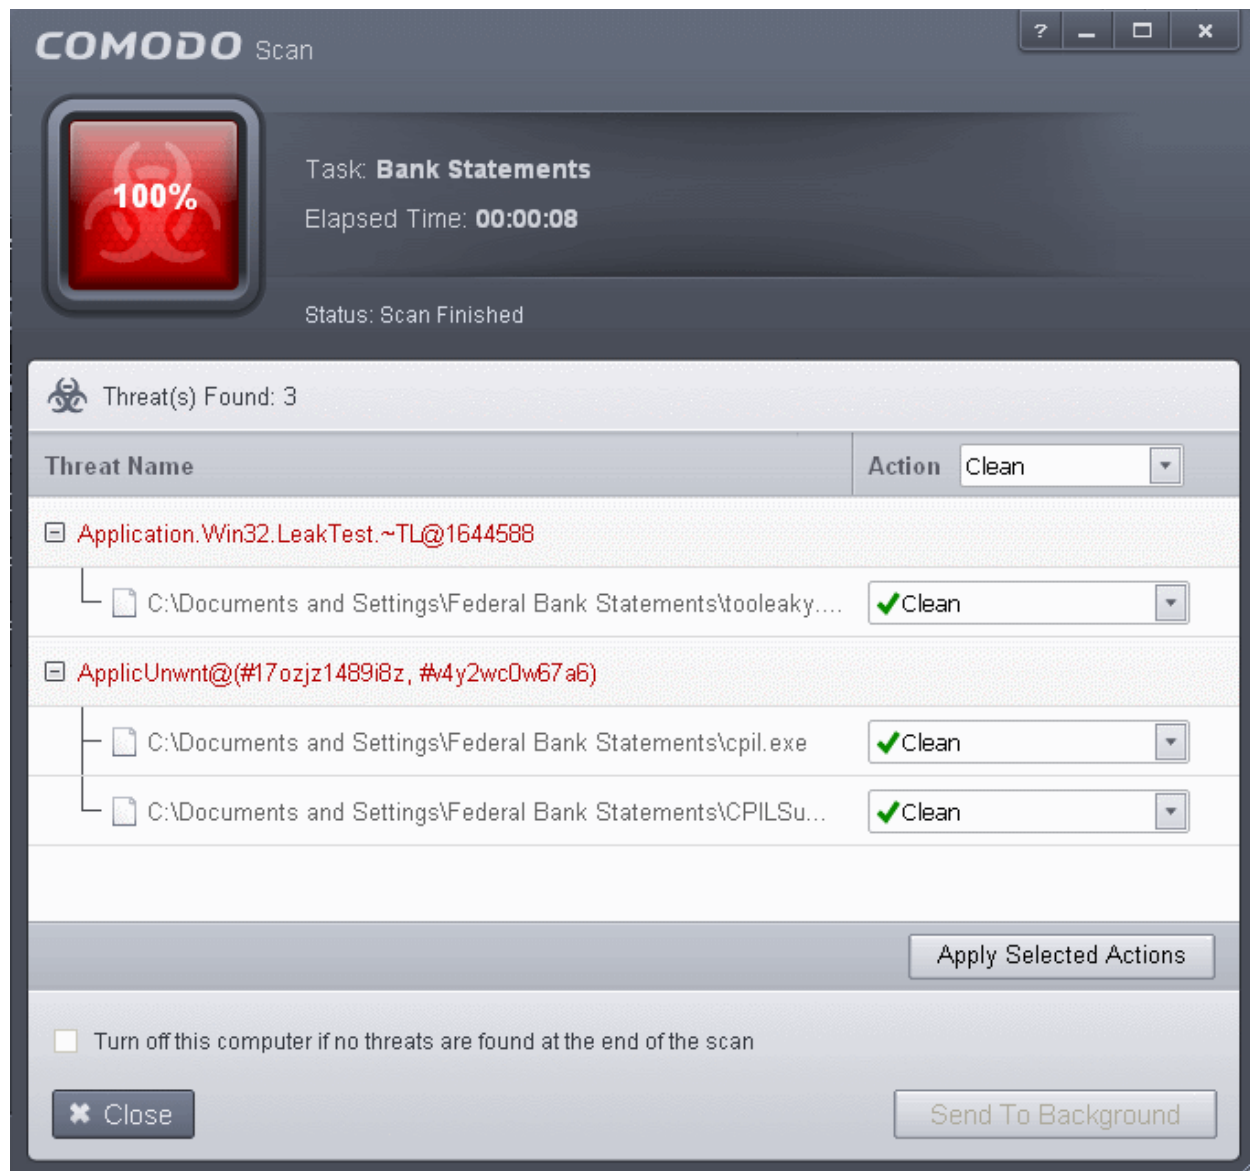 COMODO Scan
?
100%
Task: Bank Statements
Elapsed Time: 00:00:08
Status: Scan Finished
Threat(s) Found: 3
Threat Name Action Clean
Application.Win32.LeakTest.~TL@1644588
C:\Documents and Settings\Federal Bank Statements\tooleaky.... Clean
ApplicUnwnt@(#17ozjz1489i8z, #v4y2wc0w67a6)
C:\Documents and Settings\Federal Bank Statements\cpil.exe Clean
C:\Documents and Settings\Federal Bank Statements\CPILSu... Clean
Apply Selected Actions
Turn off this computer if no threats are found at the end of the scan
Close Send To Background